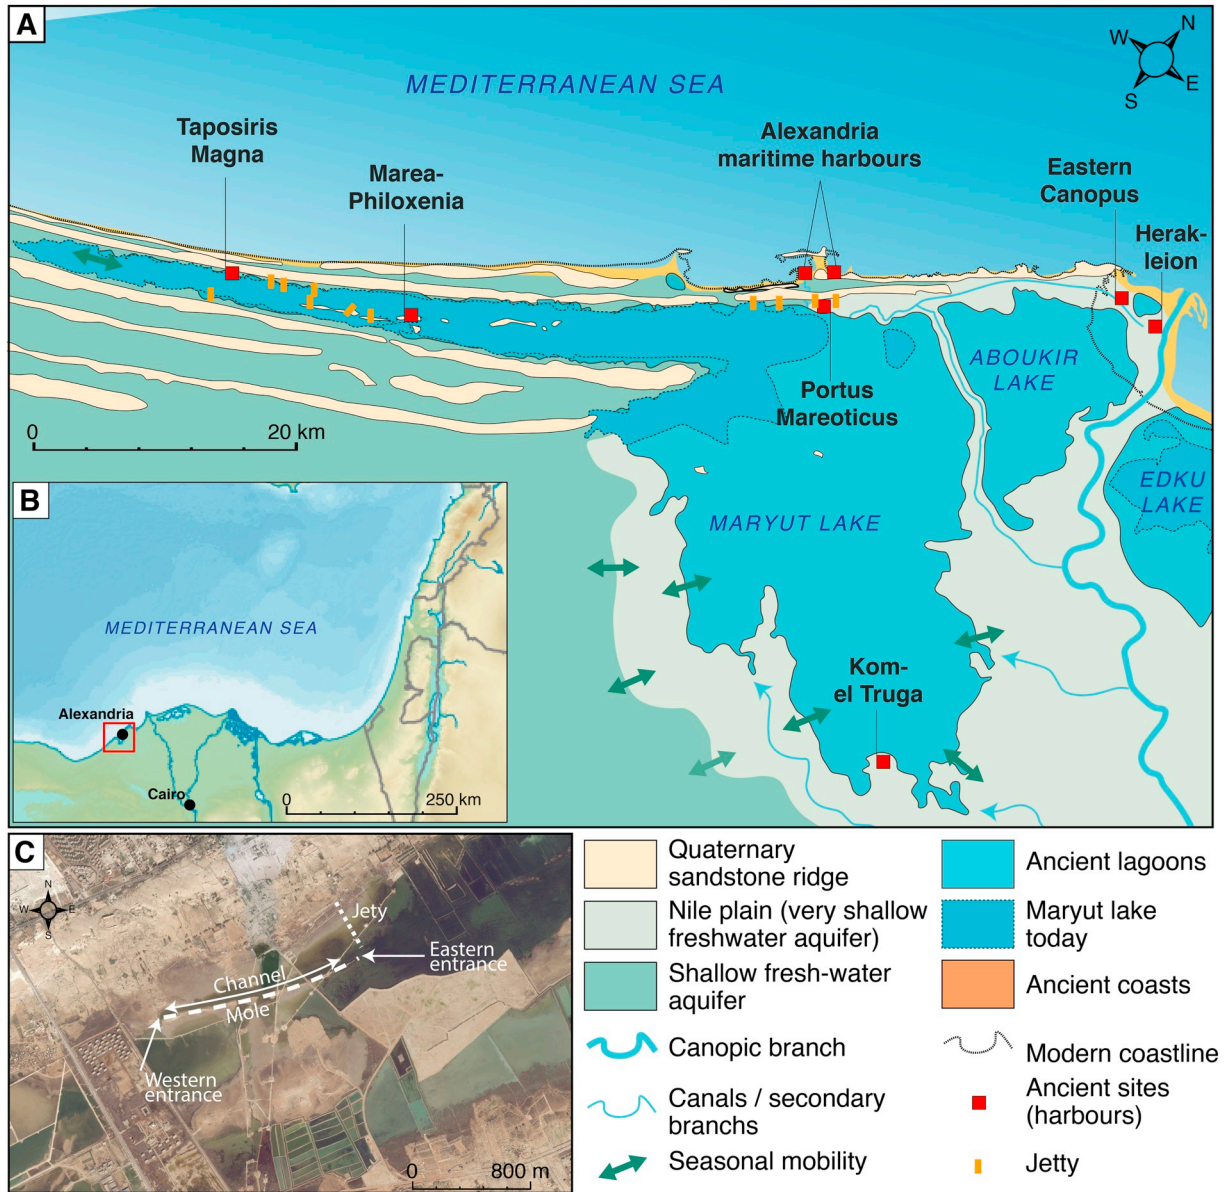 A
MEDITERRANEAN SEA
N
W
E
S
Taposiris
Magna
Marea-
Philoxenia
Alexandria
maritime harbours
Eastern
Canopus
Herak-
leion
ABOUKIR
LAKE
Portus
Mareoticus
0 20 km
EDKU
LAKE
MARYUT LAKE
Kom-
el Truga
B
MEDITERRANEAN SEA
Alexandria
Cairo
0 250 km
C
N
W E
S
Jety
Eastern
entrance
Channel
Mole
Western
entrance
0 800 m
Quaternary
sandstone ridge
Nile plain (very shallow
freshwater aquifer)
Shallow fresh-water
aquifer
Canopic branch
Canals / secondary
branchs
Seasonal mobility
Ancient lagoons
Maryut lake
today
Ancient coasts
Modern coastline
Ancient sites
(harbours)
Jetty